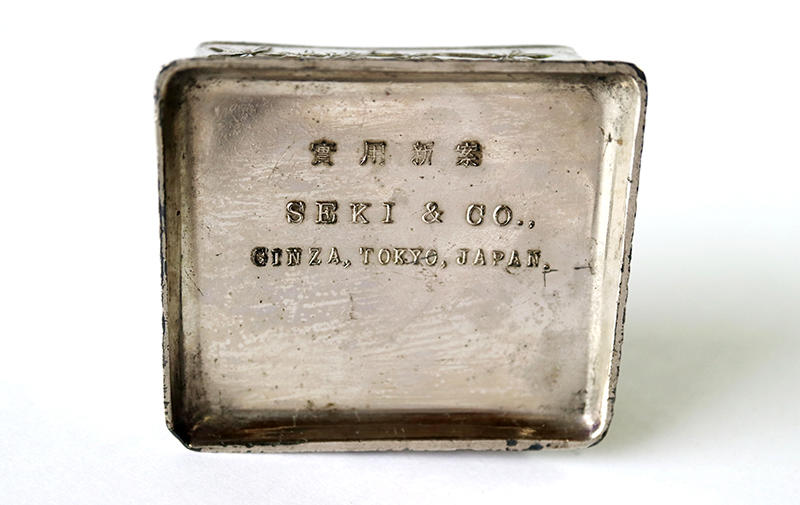 實用新案
SEKI & CO.,
GINZA, TOKYO, JAPAN.